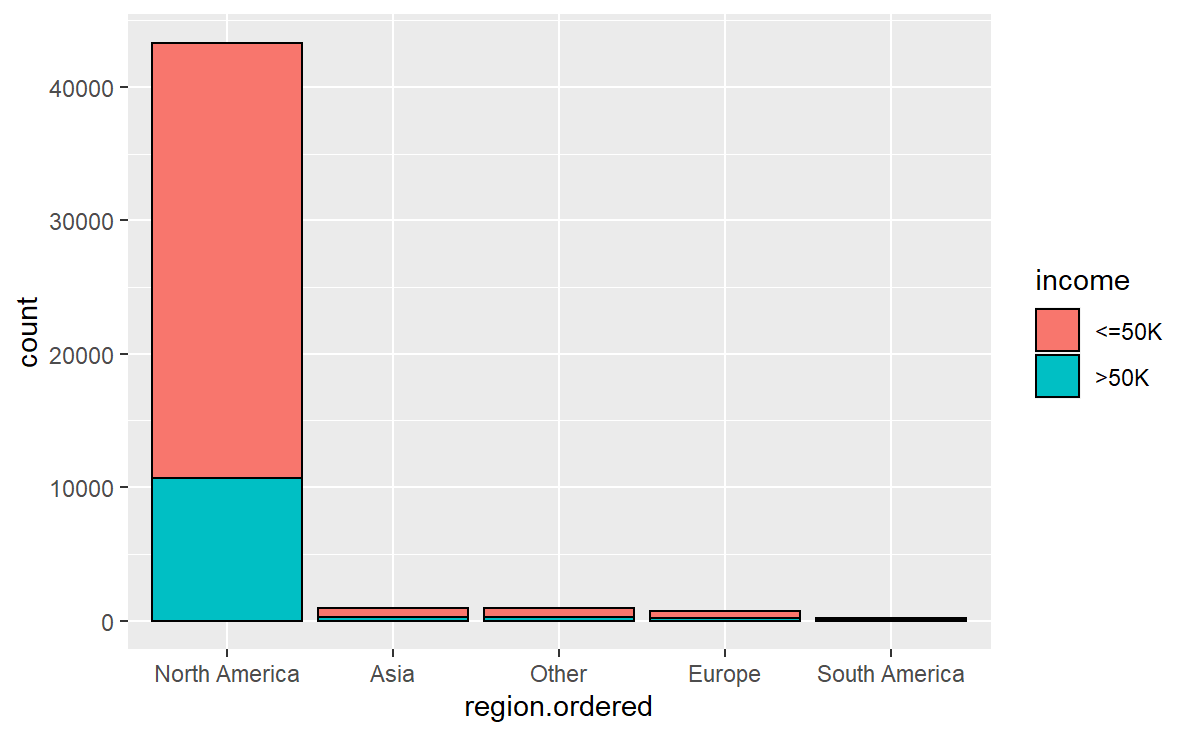 count
40000
30000
20000
10000
0
North America
Asia
Other
Europe
South America
region.ordered
income
<=50K
>50K